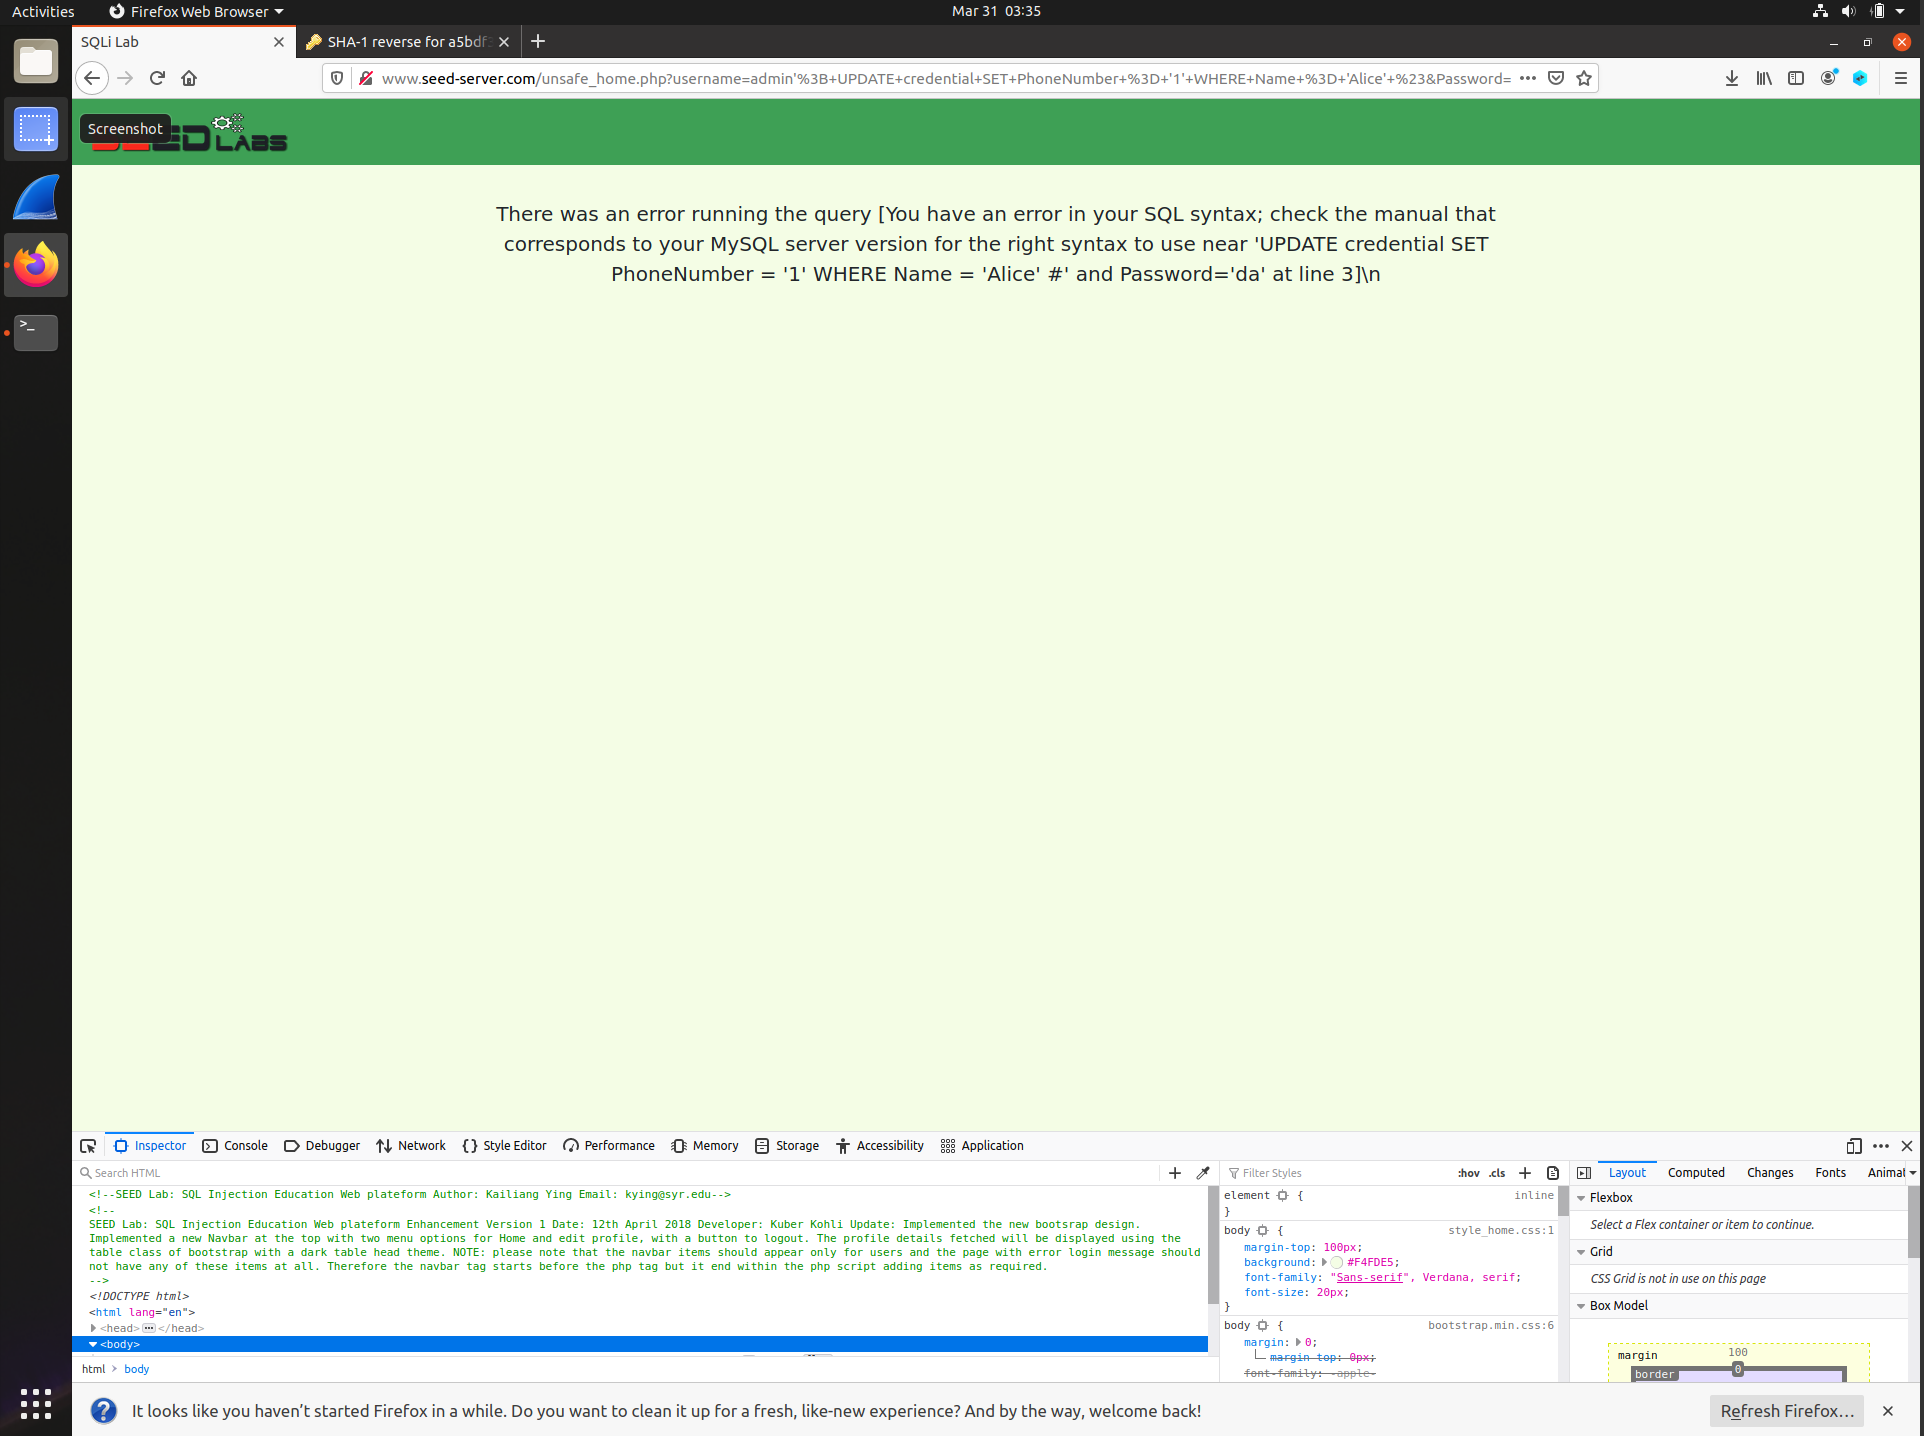 Activities
Firefox Web Browser
Mar 31 03:35
SQLi Lab
SHA-1 reverse for a5bdf
www.seed-server.com/unsafe_home.php?username=admin'%3B+UPDATE+credential+SET+PhoneNumber+%3D+'1'+WHERE+Name+%3D+'Alice'+%23&Password=
Screenshot
LABS
There was an error running the query [You have an error in your SQL syntax; check the manual that
corresponds to your MySQL server version for the right syntax to use near 'UPDATE credential SET
PhoneNumber = '1' WHERE Name = 'Alice' #' and Password='da' at line 3]\n
Inspector
Console
Debugger
Network
Style Editor
Performance
Memory
Storage
Accessibility
Application
Search HTML
<!--SEED Lab: SQL Injection Education Web plateform Author: Kailiang Ying Email: kying@syr.edu-->
<!--
SEED Lab: SQL Injection Education Web plateform Enhancement Version 1 Date: 12th April 2018 Developer: Kuber Kohli Update: Implemented the new bootsrap design.
Implemented a new Navbar at the top with two menu options for Home and edit profile, with a button to logout. The profile details fetched will be displayed using the
table class of bootstrap with a dark table head theme. NOTE: please note that the navbar items should appear only for users and the page with error login message should
not have any of these items at all. Therefore the navbar tag starts before the php tag but it end within the php script adding items as required.
-->
<!DOCTYPE html>
<html lang="en">
<head> ••• </head>
<body>
html > body
Filter Styles
:hov .cls
element { inline
}
body { style_home.css:1
margin-top: 100px;
background: #F4FDE5;
font-family: "Sans-serif", Verdana, serif;
font-size: 20px;
}
body { bootstrap.min.css:6
margin: 0;
margin-top: 0px;
font-family: -apple-
Layout
Computed
Changes
Fonts
Animat
Flexbox
Select a Flex container or item to continue.
Grid
CSS Grid is not in use on this page
Box Model
margin
100
border
0
It looks like you haven't started Firefox in a while. Do you want to clean it up for a fresh, like-new experience? And by the way, welcome back!
Refresh Firefox…